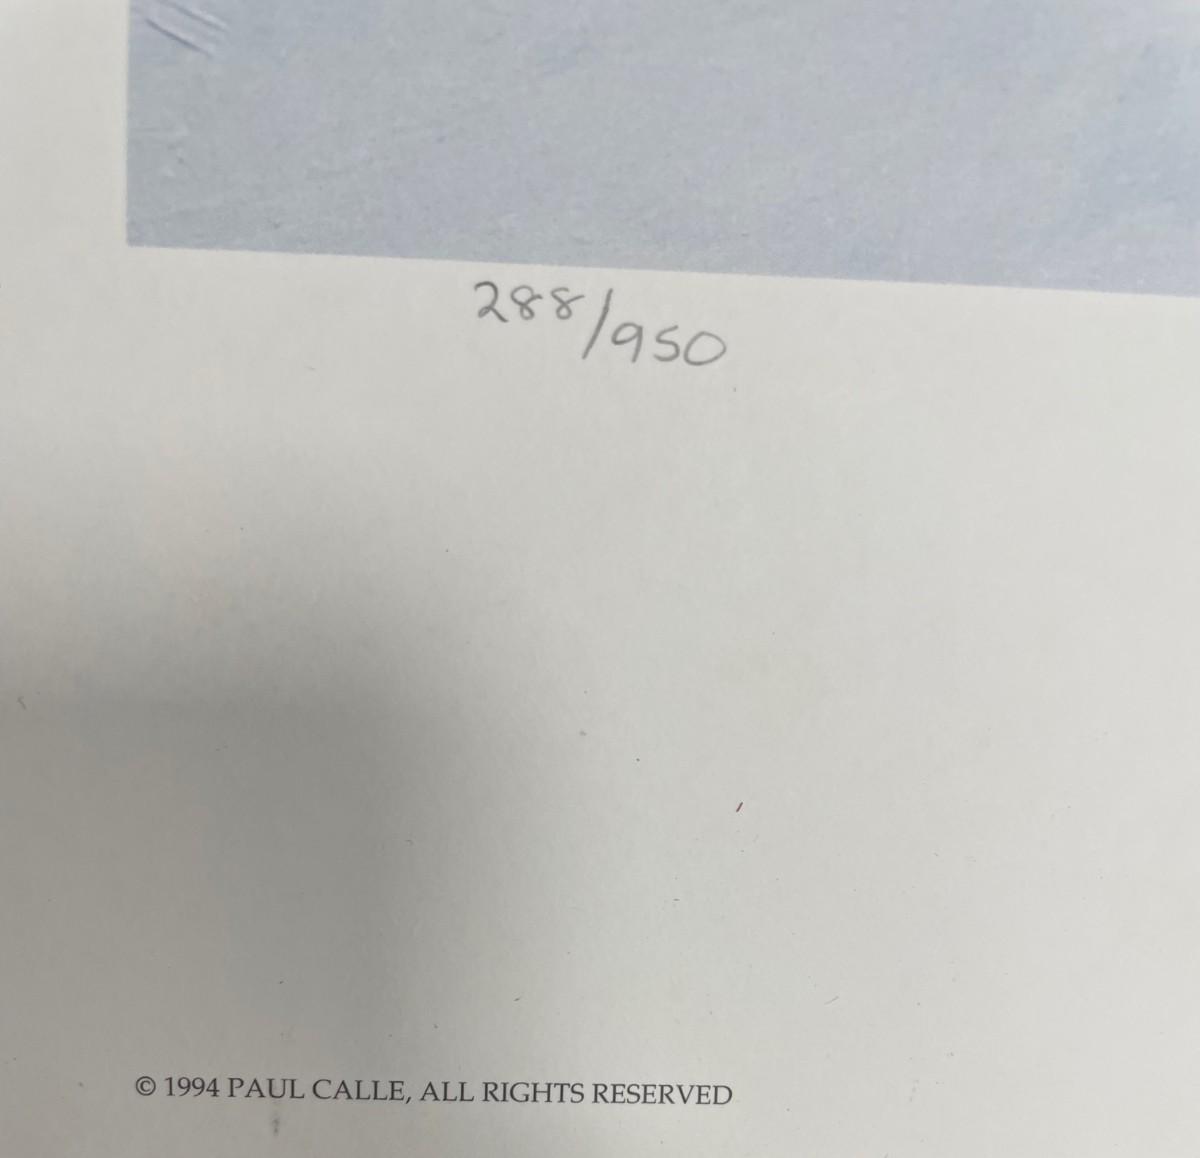 288/950
© 1994 PAUL CALLE, ALL RIGHTS RESERVED